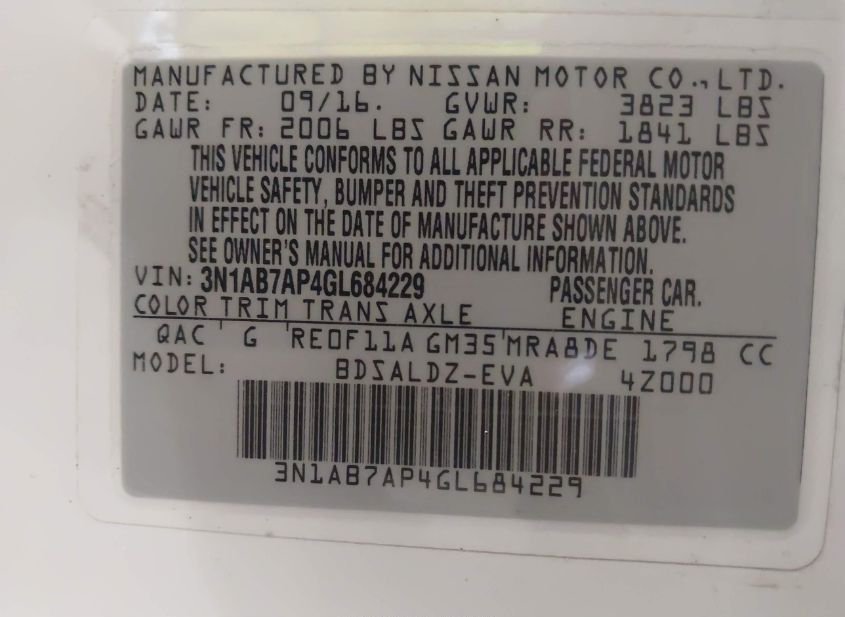 MANUFACTURED BY NISSAN MOTOR CO., LTD.
DATE: 09/16. GVWR: 3823 LBS
GAWR FR: 2006 LBS GAWR RR: 1841 LBS
THIS VEHICLE CONFORMS TO ALL APPLICABLE FEDERAL MOTOR
VEHICLE SAFETY, BUMPER AND THEFT PREVENTION STANDARDS
IN EFFECT ON THE DATE OF MANUFACTURE SHOWN ABOVE.
SEE OWNER'S MANUAL FOR ADDITIONAL INFORMATION.
VIN: 3N1AB7AP4GL684229 PASSENGER CAR.
COLOR TRIM TRANS AXLE ENGINE
QAC G RE0F11A GM35 MRA8DE 1798 CC
MODEL: BDSALDZ-EVA 4Z000
3N1AB7AP4GL684229